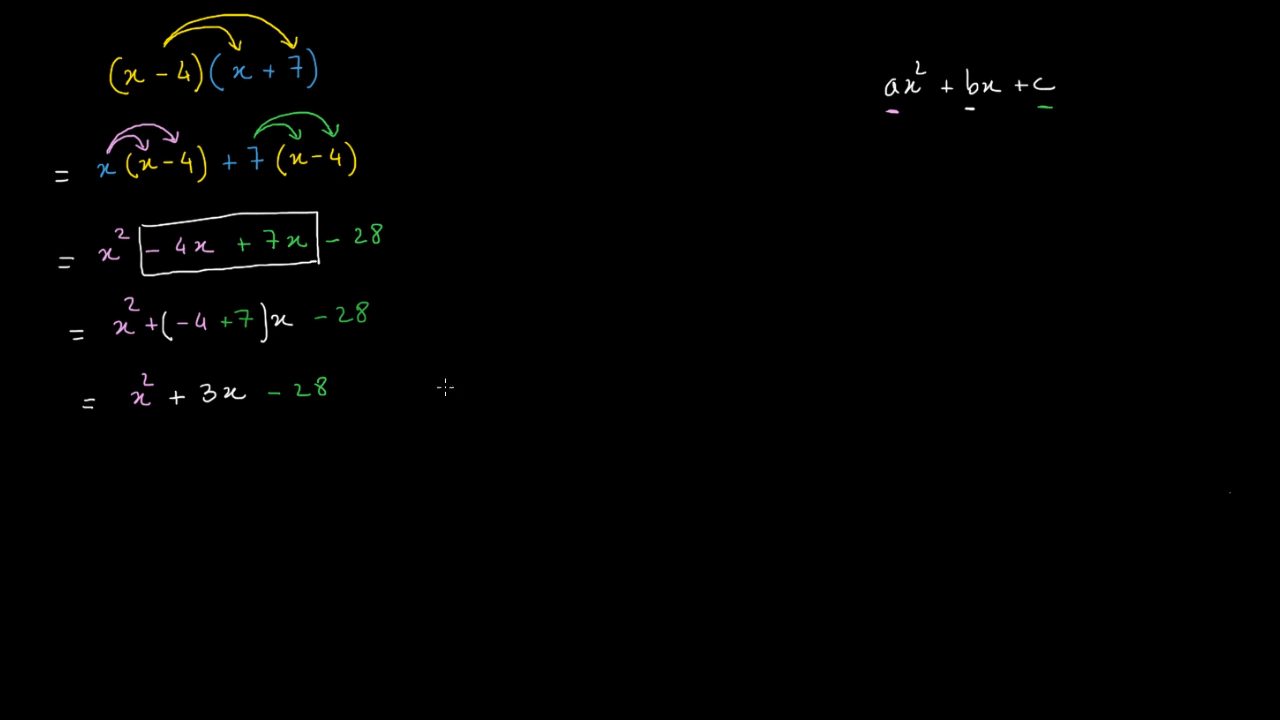 (x - 4)(x + 7)
= x(x - 4) + 7(x - 4)
= x² - 4x + 7x - 28
= x² + (-4 + 7)x - 28
= x² + 3x - 28
ax² + bx + c